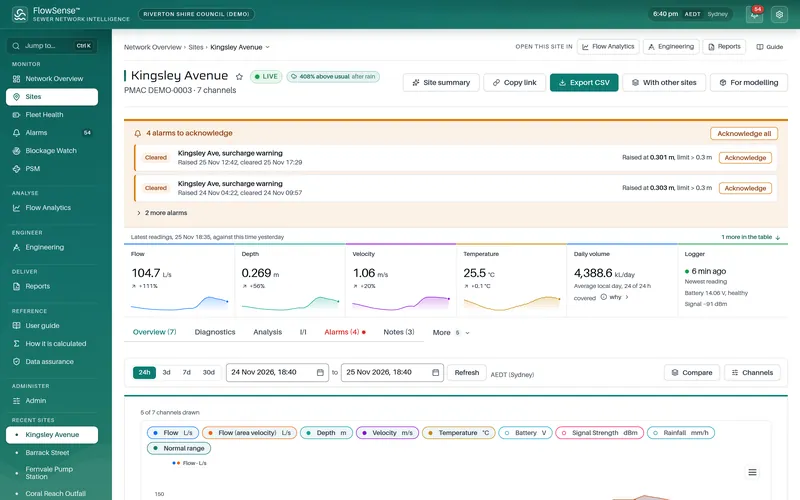 FlowSense™
SEWER NETWORK INTELLIGENCE
RIVERTON SHIRE COUNCIL (DEMO)
6:40 pm AEDT Sydney
54
Jump to... Ctrl K
MONITOR
Network Overview
Sites
Fleet Health
Alarms 54
Blockage Watch
PSM
ANALYSE
Flow Analytics
ENGINEER
Engineering
DELIVER
Reports
REFERENCE
User guide
How it is calculated
Data assurance
ADMINISTER
Admin
RECENT SITES
Kingsley Avenue
Barrack Street
Fernvale Pump Station
Coral Reach Outfall
Network Overview › Sites › Kingsley Avenue
OPEN THIS SITE IN Flow Analytics Engineering Reports Guide
Kingsley Avenue LIVE 408% above usual after rain
PMAC DEMO-0003 · 7 channels
Site summary Copy link Export CSV With other sites For modelling
4 alarms to acknowledge Acknowledge all
Cleared Kingsley Ave, surcharge warning
Raised 25 Nov 12:42, cleared 25 Nov 17:29
Raised at 0.301 m, limit > 0.3 m Acknowledge
Cleared Kingsley Ave, surcharge warning
Raised 24 Nov 04:22, cleared 24 Nov 09:57
Raised at 0.303 m, limit > 0.3 m Acknowledge
2 more alarms
Latest readings, 25 Nov 18:35, against this time yesterday 1 more in the table ↓
Flow
104.7 L/s
↗ +111%
Depth
0.269 m
↗ +56%
Velocity
1.06 m/s
↗ +20%
Temperature
25.5 °C
↗ +0.1 °C
Daily volume
4,388.6 kL/day
Average local day, 24 of 24 h
covered why
Logger
6 min ago
Newest reading
Battery 14.06 V, healthy
Signal -91 dBm
Overview (7) Diagnostics Analysis I/I Alarms (4) Notes (3) More 5
24h 3d 7d 30d 24 Nov 2026, 18:40 to 25 Nov 2026, 18:40 Refresh AEDT (Sydney) Compare Channels
6 of 7 channels drawn
Flow L/s Flow (area velocity) L/s Depth m Velocity m/s Temperature °C Battery V Signal Strength dBm Rainfall mm/h
Normal range
Flow · L/s
150